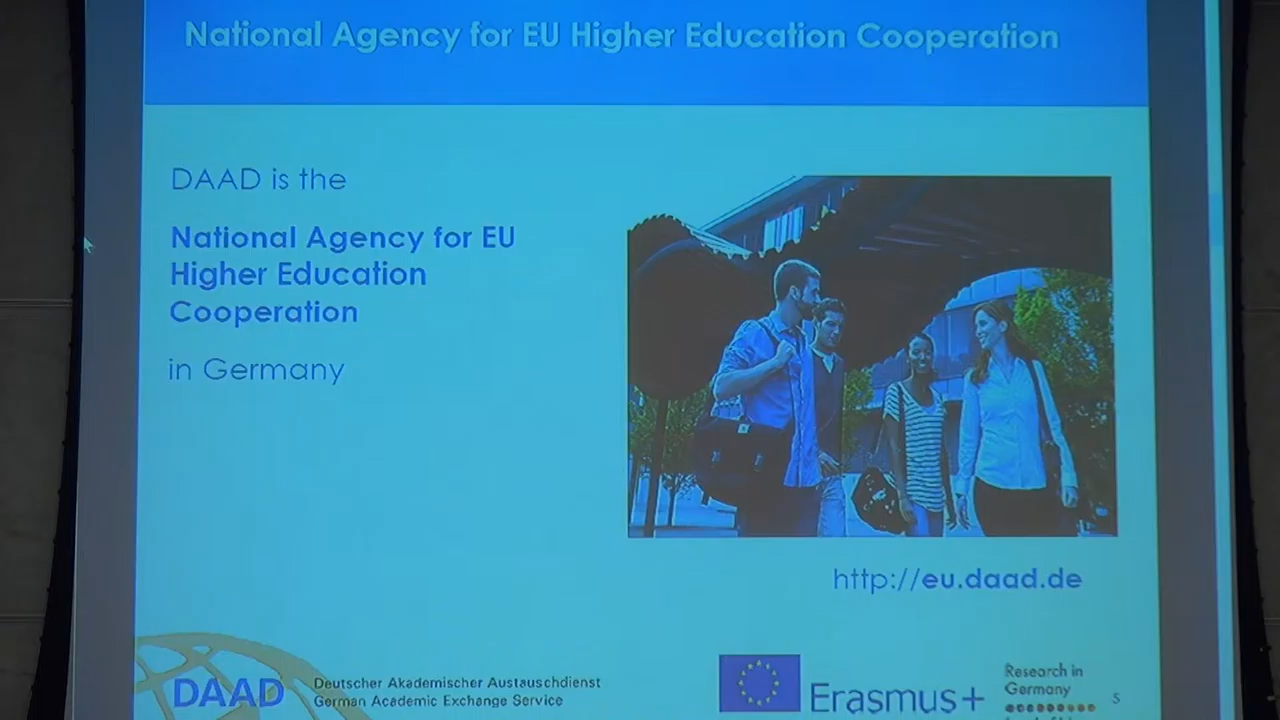 National Agency for EU Higher Education Cooperation
DAAD is the
National Agency for EU
Higher Education
Cooperation
in Germany
http://eu.daad.de
DAAD
Deutscher Akademischer Austauschdienst
German Academic Exchange Service
Erasmus+
Research in
Germany
5